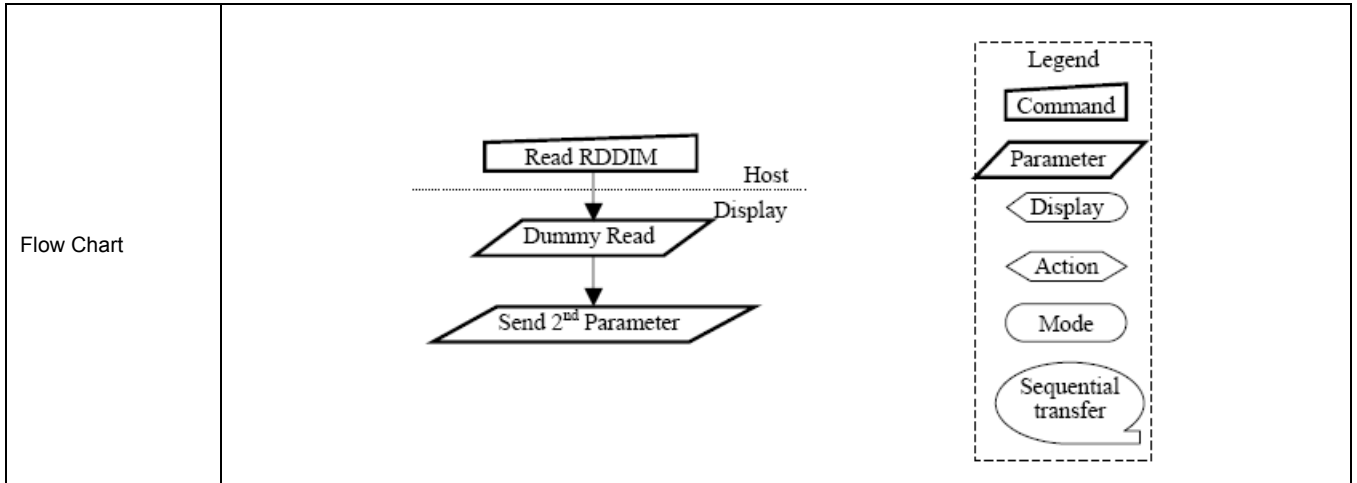 Flow Chart
Read RDDIM
Host
Display
Dummy Read
Send 2nd Parameter
Legend
Command
Parameter
Display
Action
Mode
Sequential
transfer